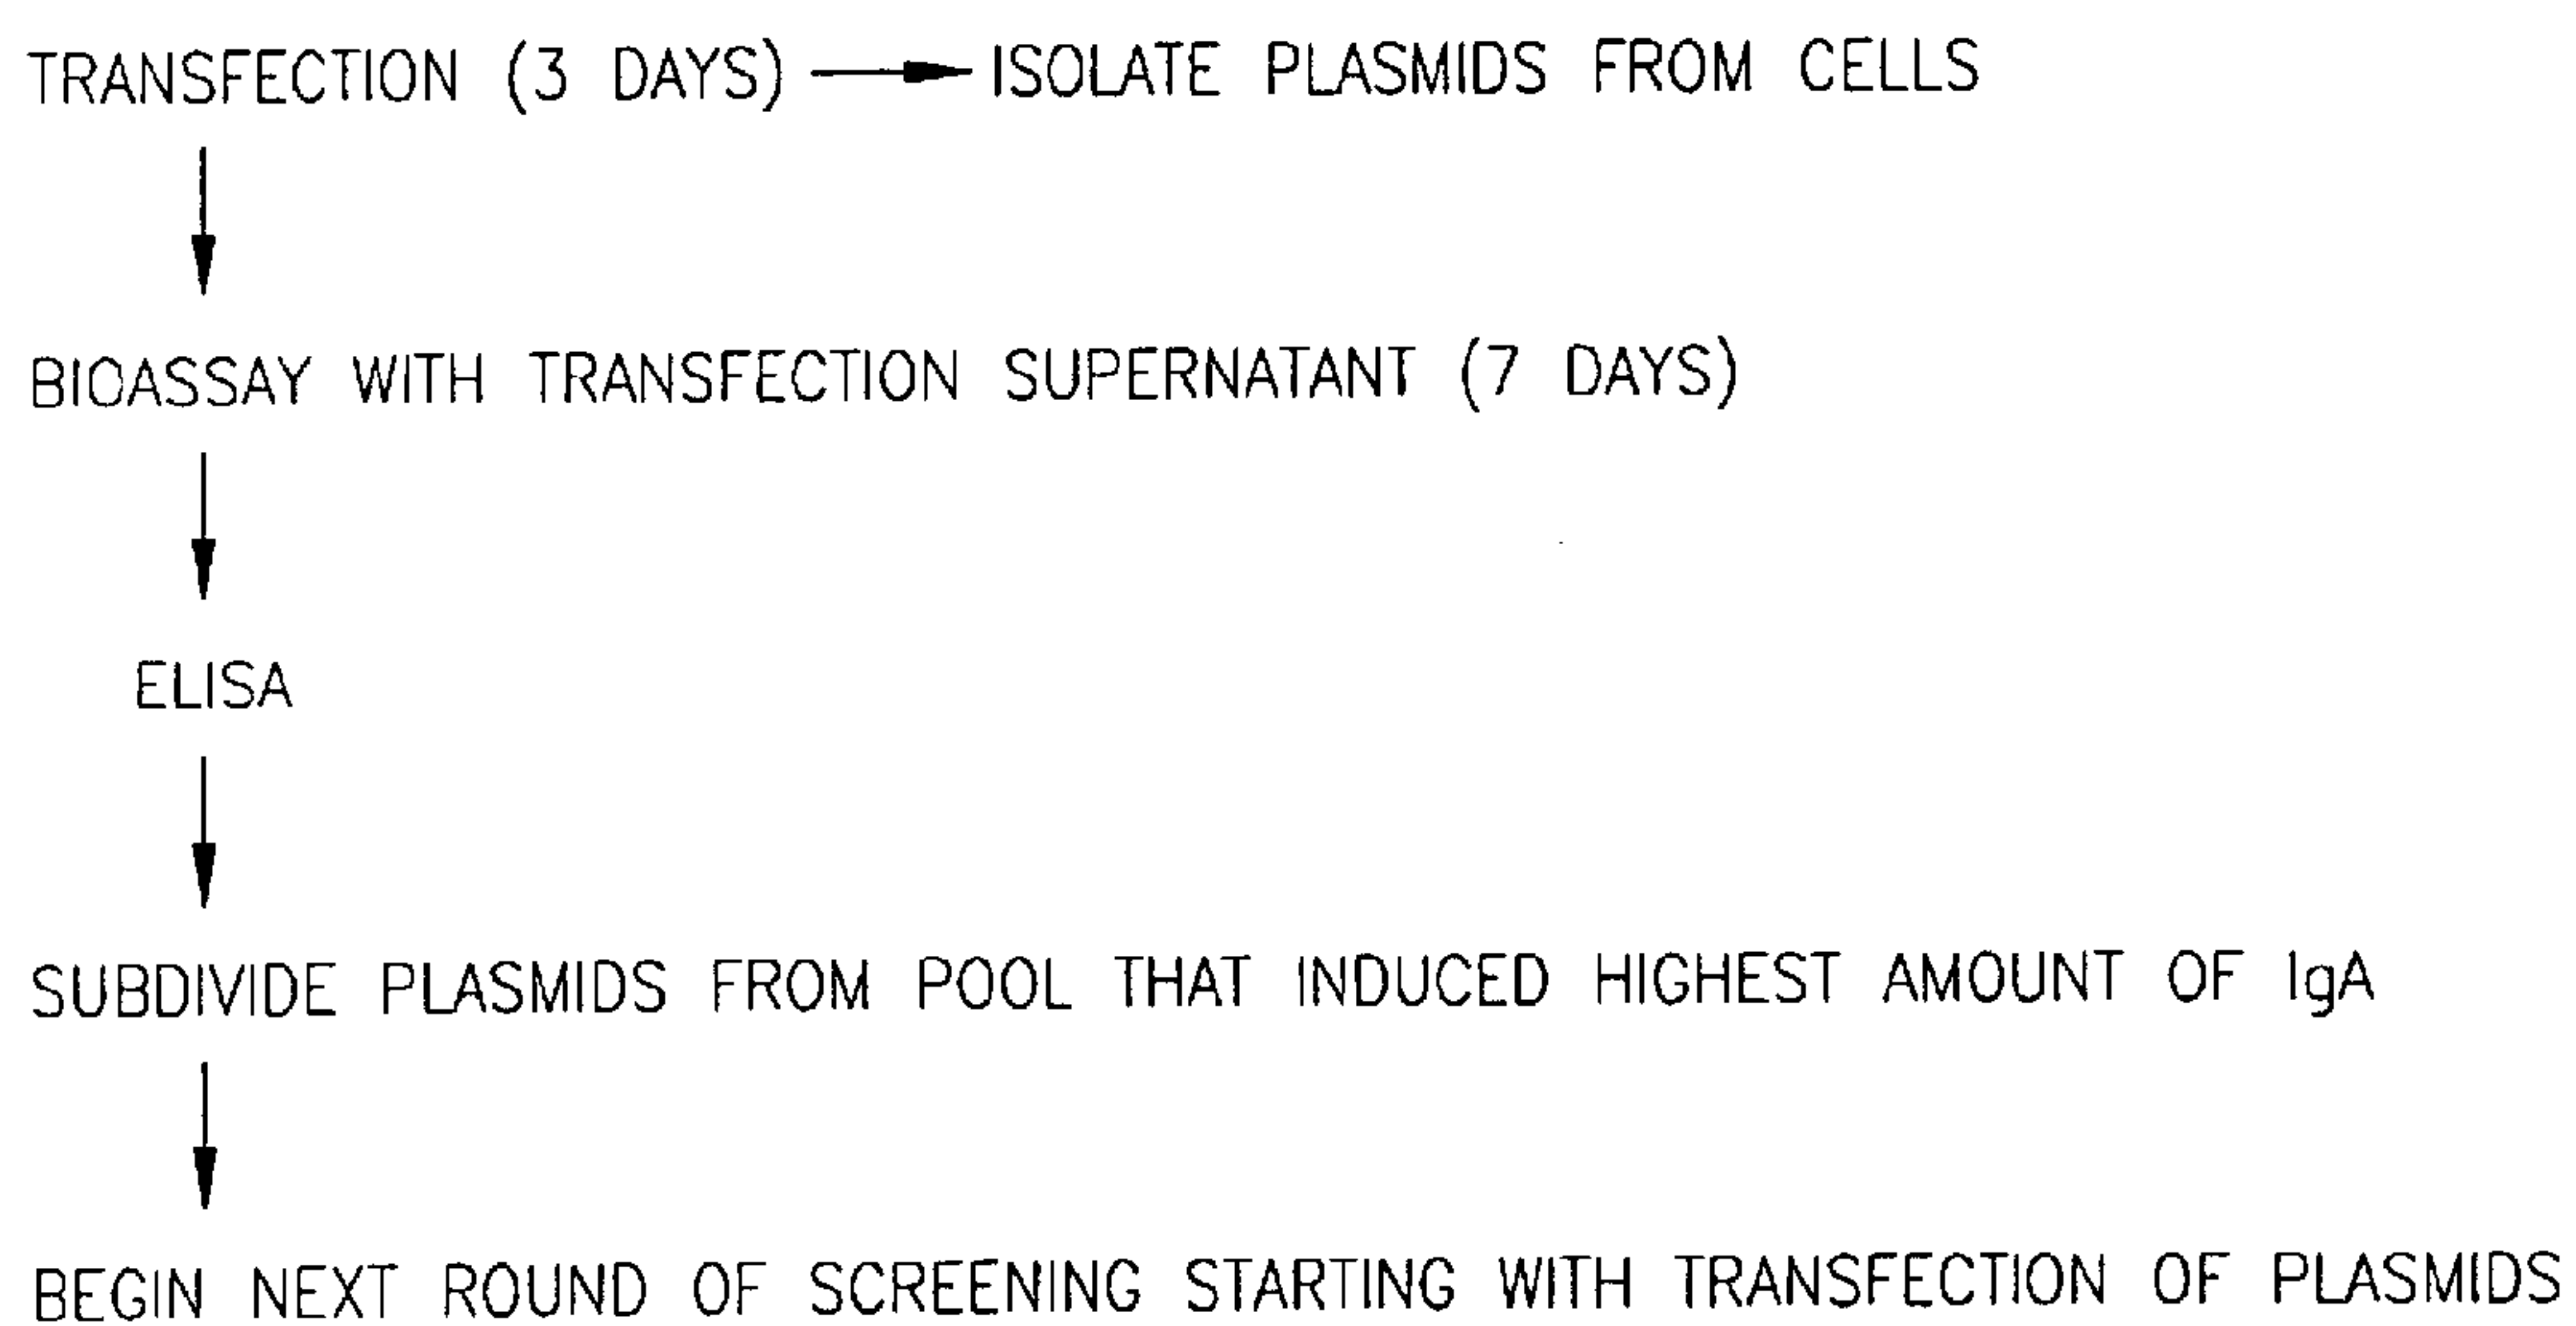 TRANSFECTION (3 DAYS) → ISOLATE PLASMIDS FROM CELLS
BIOASSAY WITH TRANSFECTION SUPERNATANT (7 DAYS)
ELISA
SUBDIVIDE PLASMIDS FROM POOL THAT INDUCED HIGHEST AMOUNT OF IgA
BEGIN NEXT ROUND OF SCREENING STARTING WITH TRANSFECTION OF PLASMIDS